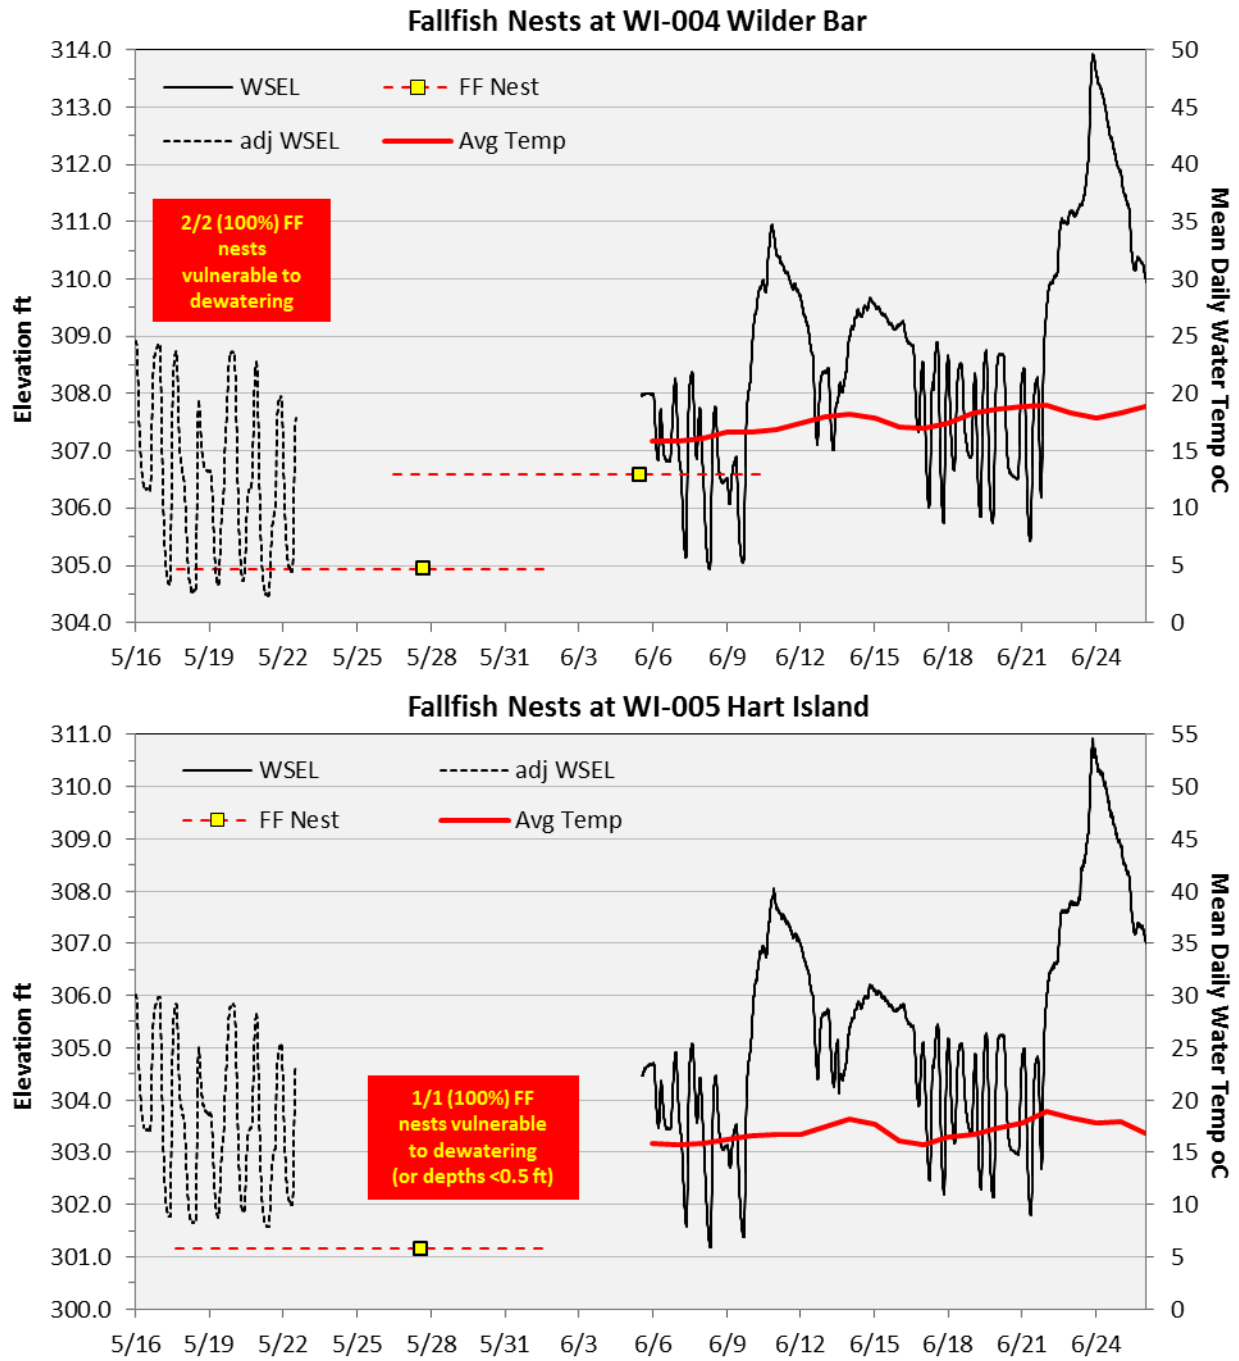 Fallfish Nests at WI-004 Wilder Bar
314.0
313.0
312.0
311.0
310.0
309.0
308.0
307.0
306.0
305.0
304.0
Elevation ft
WSEL
FF Nest
adj WSEL
Avg Temp
2/2 (100%) FF
nests
vulnerable to
dewatering
50
45
40
35
30
25
20
15
10
5
0
Mean Daily Water Temp oC
5/16 5/19 5/22 5/25 5/28 5/31 6/3 6/6 6/9 6/12 6/15 6/18 6/21 6/24
Fallfish Nests at WI-005 Hart Island
311.0
310.0
309.0
308.0
307.0
306.0
305.0
304.0
303.0
302.0
301.0
300.0
Elevation ft
WSEL
adj WSEL
FF Nest
Avg Temp
1/1 (100%) FF
nests vulnerable
to dewatering
(or depths <0.5 ft)
55
50
45
40
35
30
25
20
15
10
5
0
Mean Daily Water Temp oC
5/16 5/19 5/22 5/25 5/28 5/31 6/3 6/6 6/9 6/12 6/15 6/18 6/21 6/24